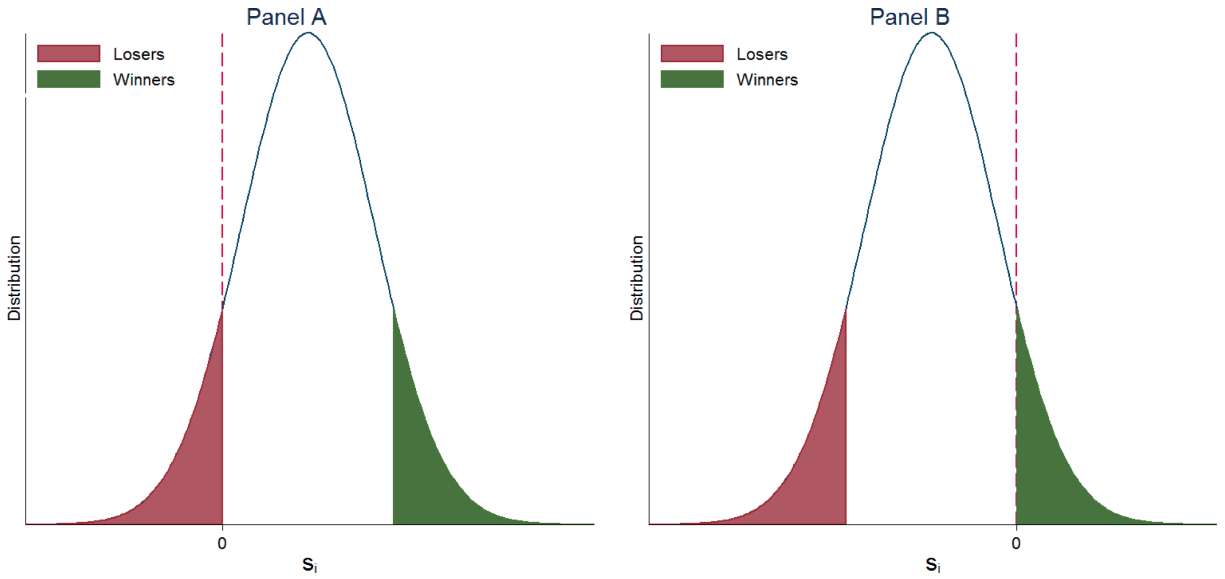 Panel A
Losers
Winners
Distribution
0
Si
Panel B
Losers
Winners
Distribution
0
Si